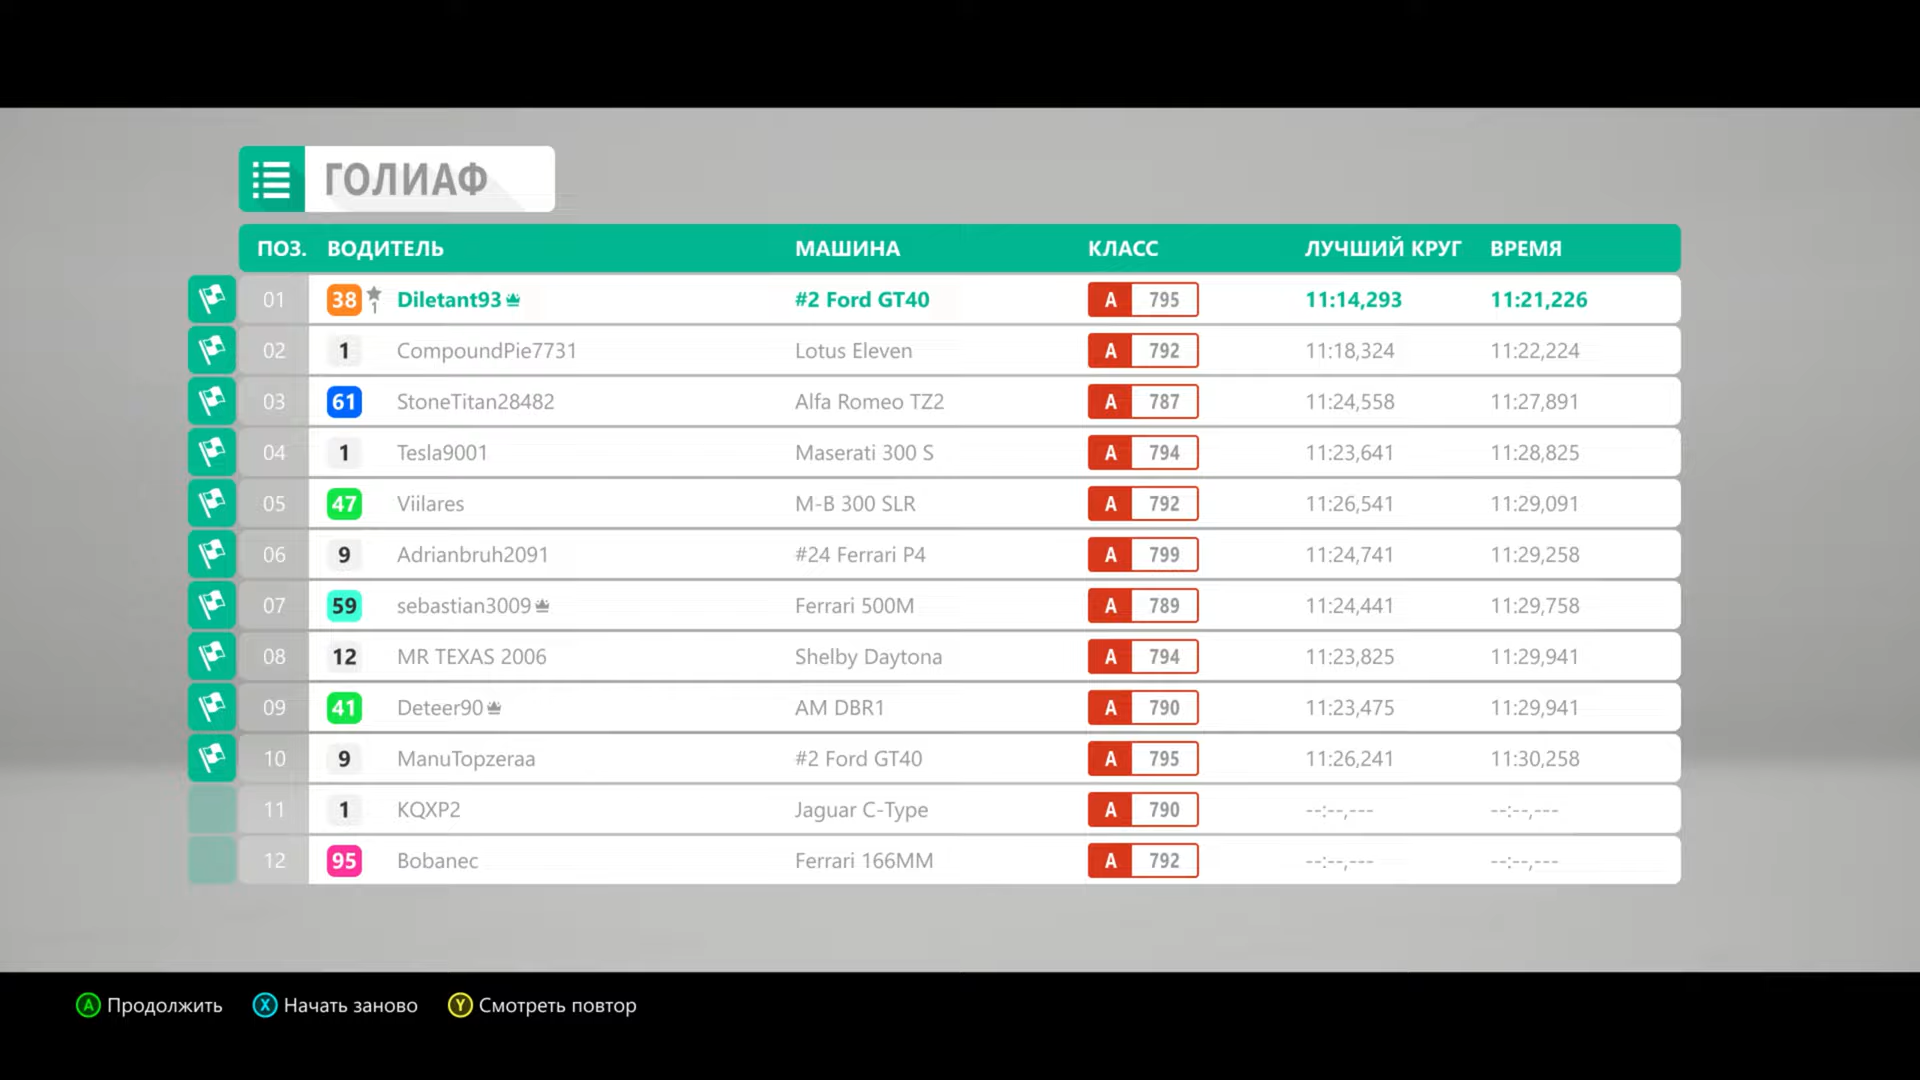 ГОЛИАФ
ПОЗ. ВОДИТЕЛЬ МАШИНА КЛАСС ЛУЧШИЙ КРУГ ВРЕМЯ
01 38 1 Diletant93 #2 Ford GT40 A 795 11:14,293 11:21,226
02 1 CompoundPie7731 Lotus Eleven A 792 11:18,324 11:22,224
03 61 StoneTitan28482 Alfa Romeo TZ2 A 787 11:24,558 11:27,891
04 1 Tesla9001 Maserati 300 S A 794 11:23,641 11:28,825
05 47 Viilares M-B 300 SLR A 792 11:26,541 11:29,091
06 9 Adrianbruh2091 #24 Ferrari P4 A 799 11:24,741 11:29,258
07 59 sebastian3009 Ferrari 500M A 789 11:24,441 11:29,758
08 12 MR TEXAS 2006 Shelby Daytona A 794 11:23,825 11:29,941
09 41 Deteer90 AM DBR1 A 790 11:23,475 11:29,941
10 9 ManuTopzeraa #2 Ford GT40 A 795 11:26,241 11:30,258
11 1 KQXP2 Jaguar C-Type A 790 --:--,--- --:--,---
12 95 Bobanec Ferrari 166MM A 792 --:--,--- --:--,---
A Продолжить X Начать заново Y Смотреть повтор